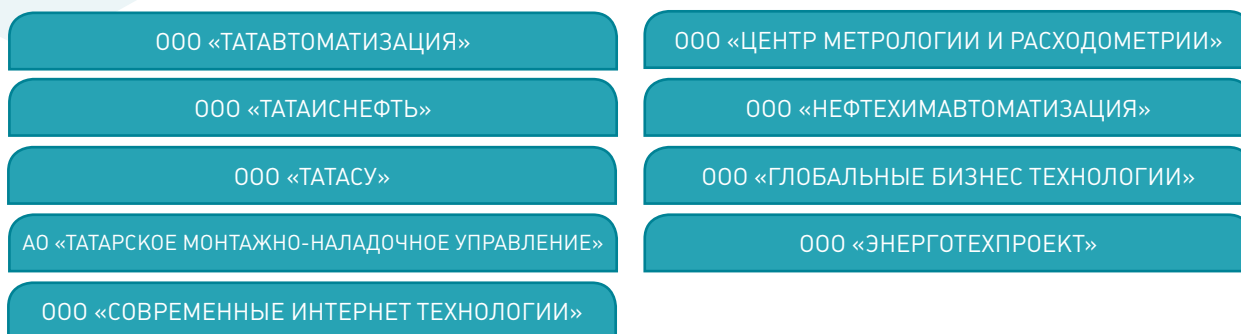 ООО «ТАТАВТОМАТИЗАЦИЯ»
ООО «ТАТАИСНЕФТЬ»
ООО «ТАТАСУ»
АО «ТАТАРСКОЕ МОНТАЖНО-НАЛАДОЧНОЕ УПРАВЛЕНИЕ»
ООО «СОВРЕМЕННЫЕ ИНТЕРНЕТ ТЕХНОЛОГИИ»
ООО «ЦЕНТР МЕТРОЛОГИИ И РАСХОДОМЕТРИИ»
ООО «НЕФТЕХИМАВТОМАТИЗАЦИЯ»
ООО «ГЛОБАЛЬНЫЕ БИЗНЕС ТЕХНОЛОГИИ»
ООО «ЭНЕРГОТЕХПРОЕКТ»